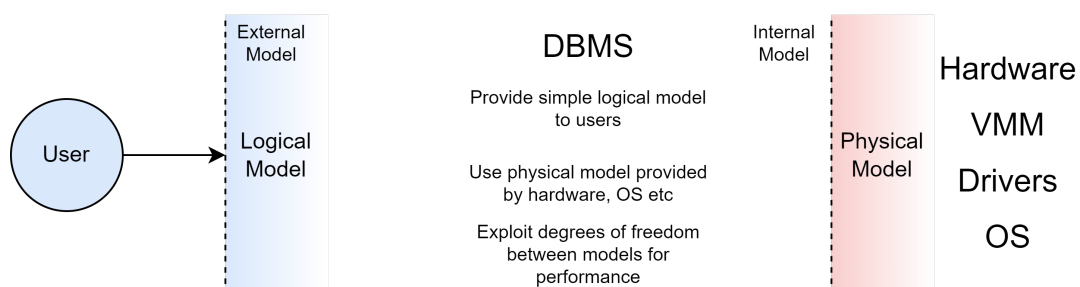 User
External
Model
Logical
Model
DBMS
Provide simple logical model
to users
Use physical model provided
by hardware, OS etc
Exploit degrees of freedom
between models for
performance
Internal
Model
Physical
Model
Hardware
VMM
Drivers
OS